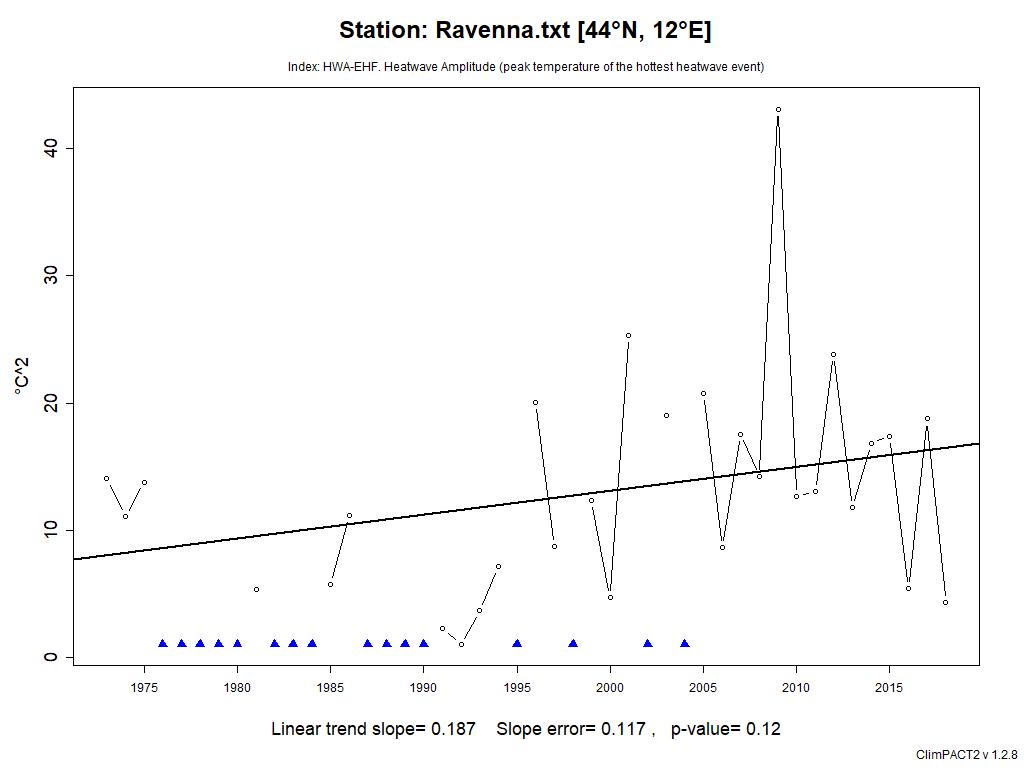 Station: Ravenna.txt [44°N, 12°E]
Index: HWA-EHF. Heatwave Amplitude (peak temperature of the hottest heatwave event)
°C^2
40
30
20
10
0
1975 1980 1985 1990 1995 2000 2005 2010 2015
Linear trend slope= 0.187 Slope error= 0.117 , p-value= 0.12
ClimPACT2 v 1.2.8